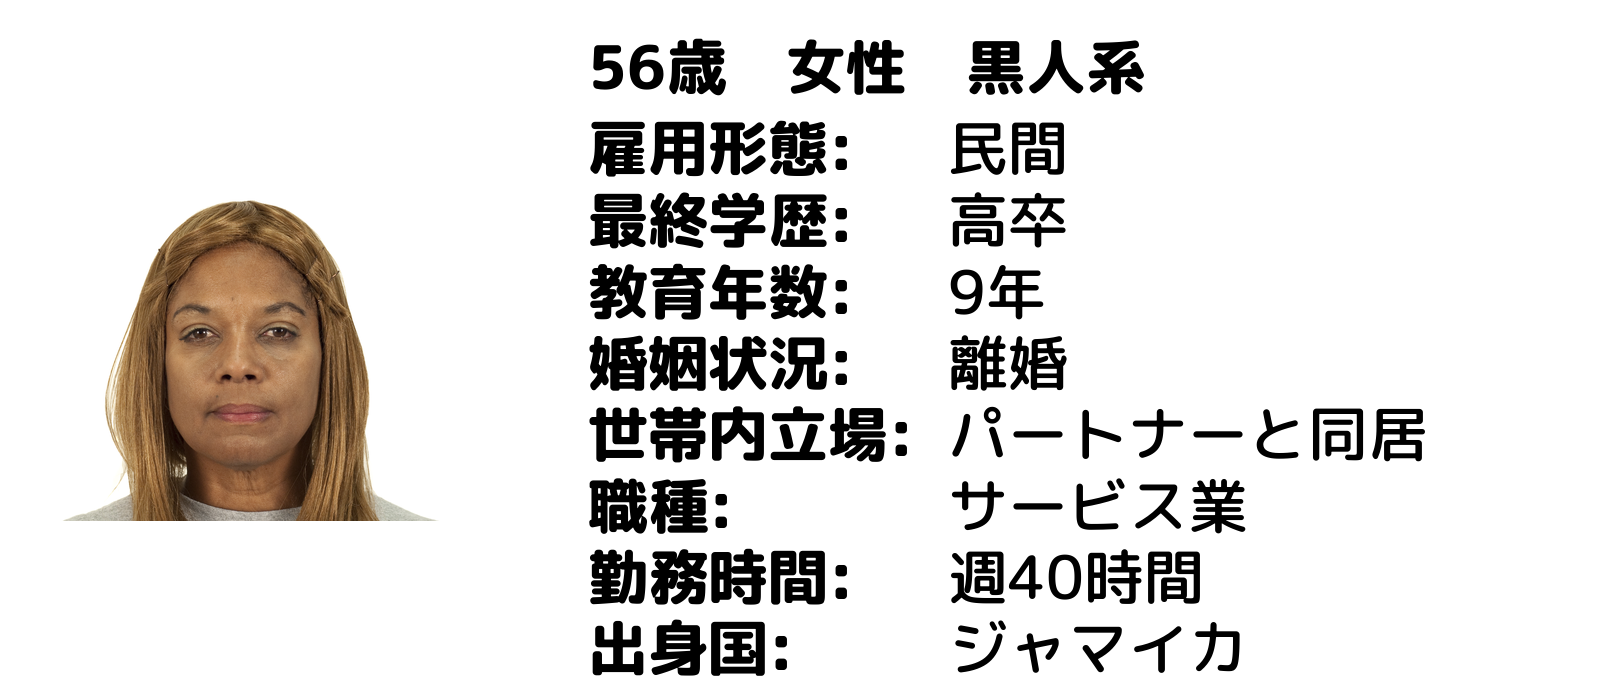 56歳　女性　黒人系
雇用形態:　民間
最終学歴:　高卒
教育年数:　9年
婚姻状況:　離婚
世帯内立場:　パートナーと同居
職種:　サービス業
勤務時間:　週40時間
出身国:　ジャマイカ